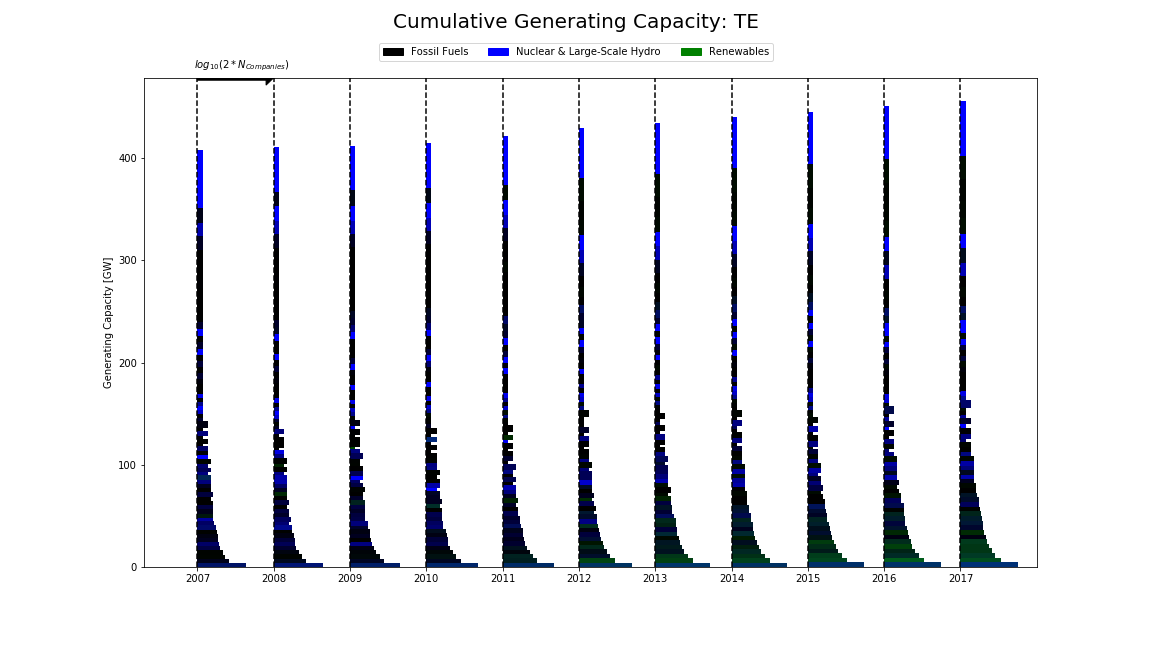 Cumulative Generating Capacity: TE
Fossil Fuels Nuclear & Large-Scale Hydro Renewables
log10(2 * NCompanies)
Generating Capacity [GW]
400
300
200
100
0
2007 2008 2009 2010 2011 2012 2013 2014 2015 2016 2017